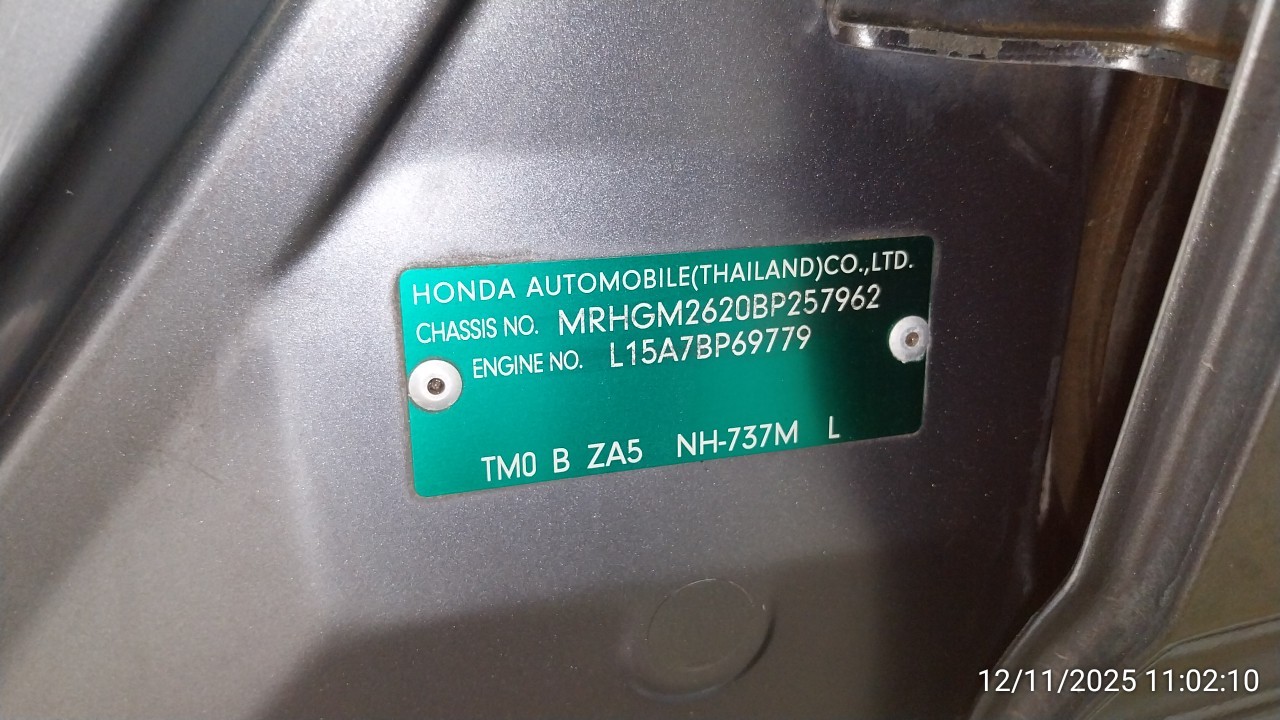 HONDA AUTOMOBILE(THAILAND)CO.,LTD.
CHASSIS NO. MRHGM2620BP257962
ENGINE NO. L15A7BP69779
TM0 B ZA5 NH-737M L
12/11/2025 11:02:10